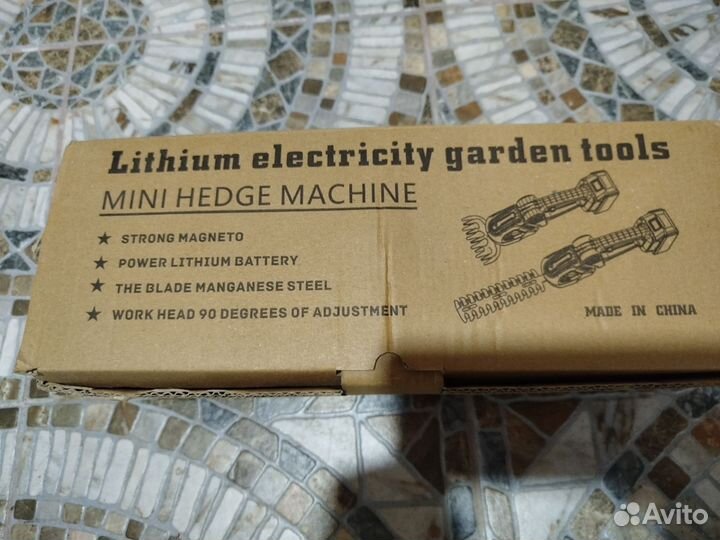 Lithium electricity garden tools
MINI HEDGE MACHINE
★ STRONG MAGNETO
★ POWER LITHIUM BATTERY
★ THE BLADE MANGANESE STEEL
★ WORK HEAD 90 DEGREES OF ADJUSTMENT
MADE IN CHINA
Avito